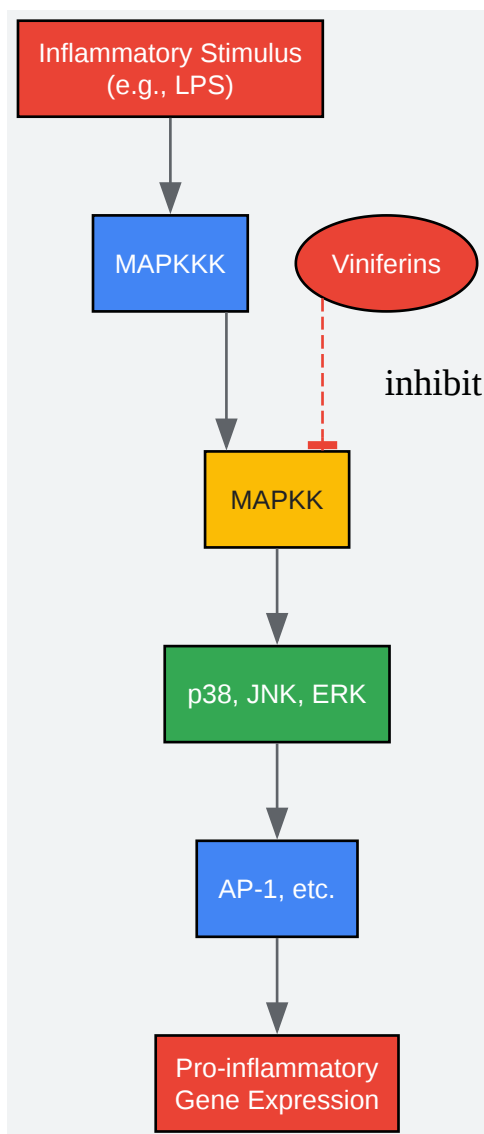 Inflammatory Stimulus
(e.g., LPS)
MAPKKK
Viniferins
inhibit
MAPKK
p38, JNK, ERK
AP-1, etc.
Pro-inflammatory
Gene Expression